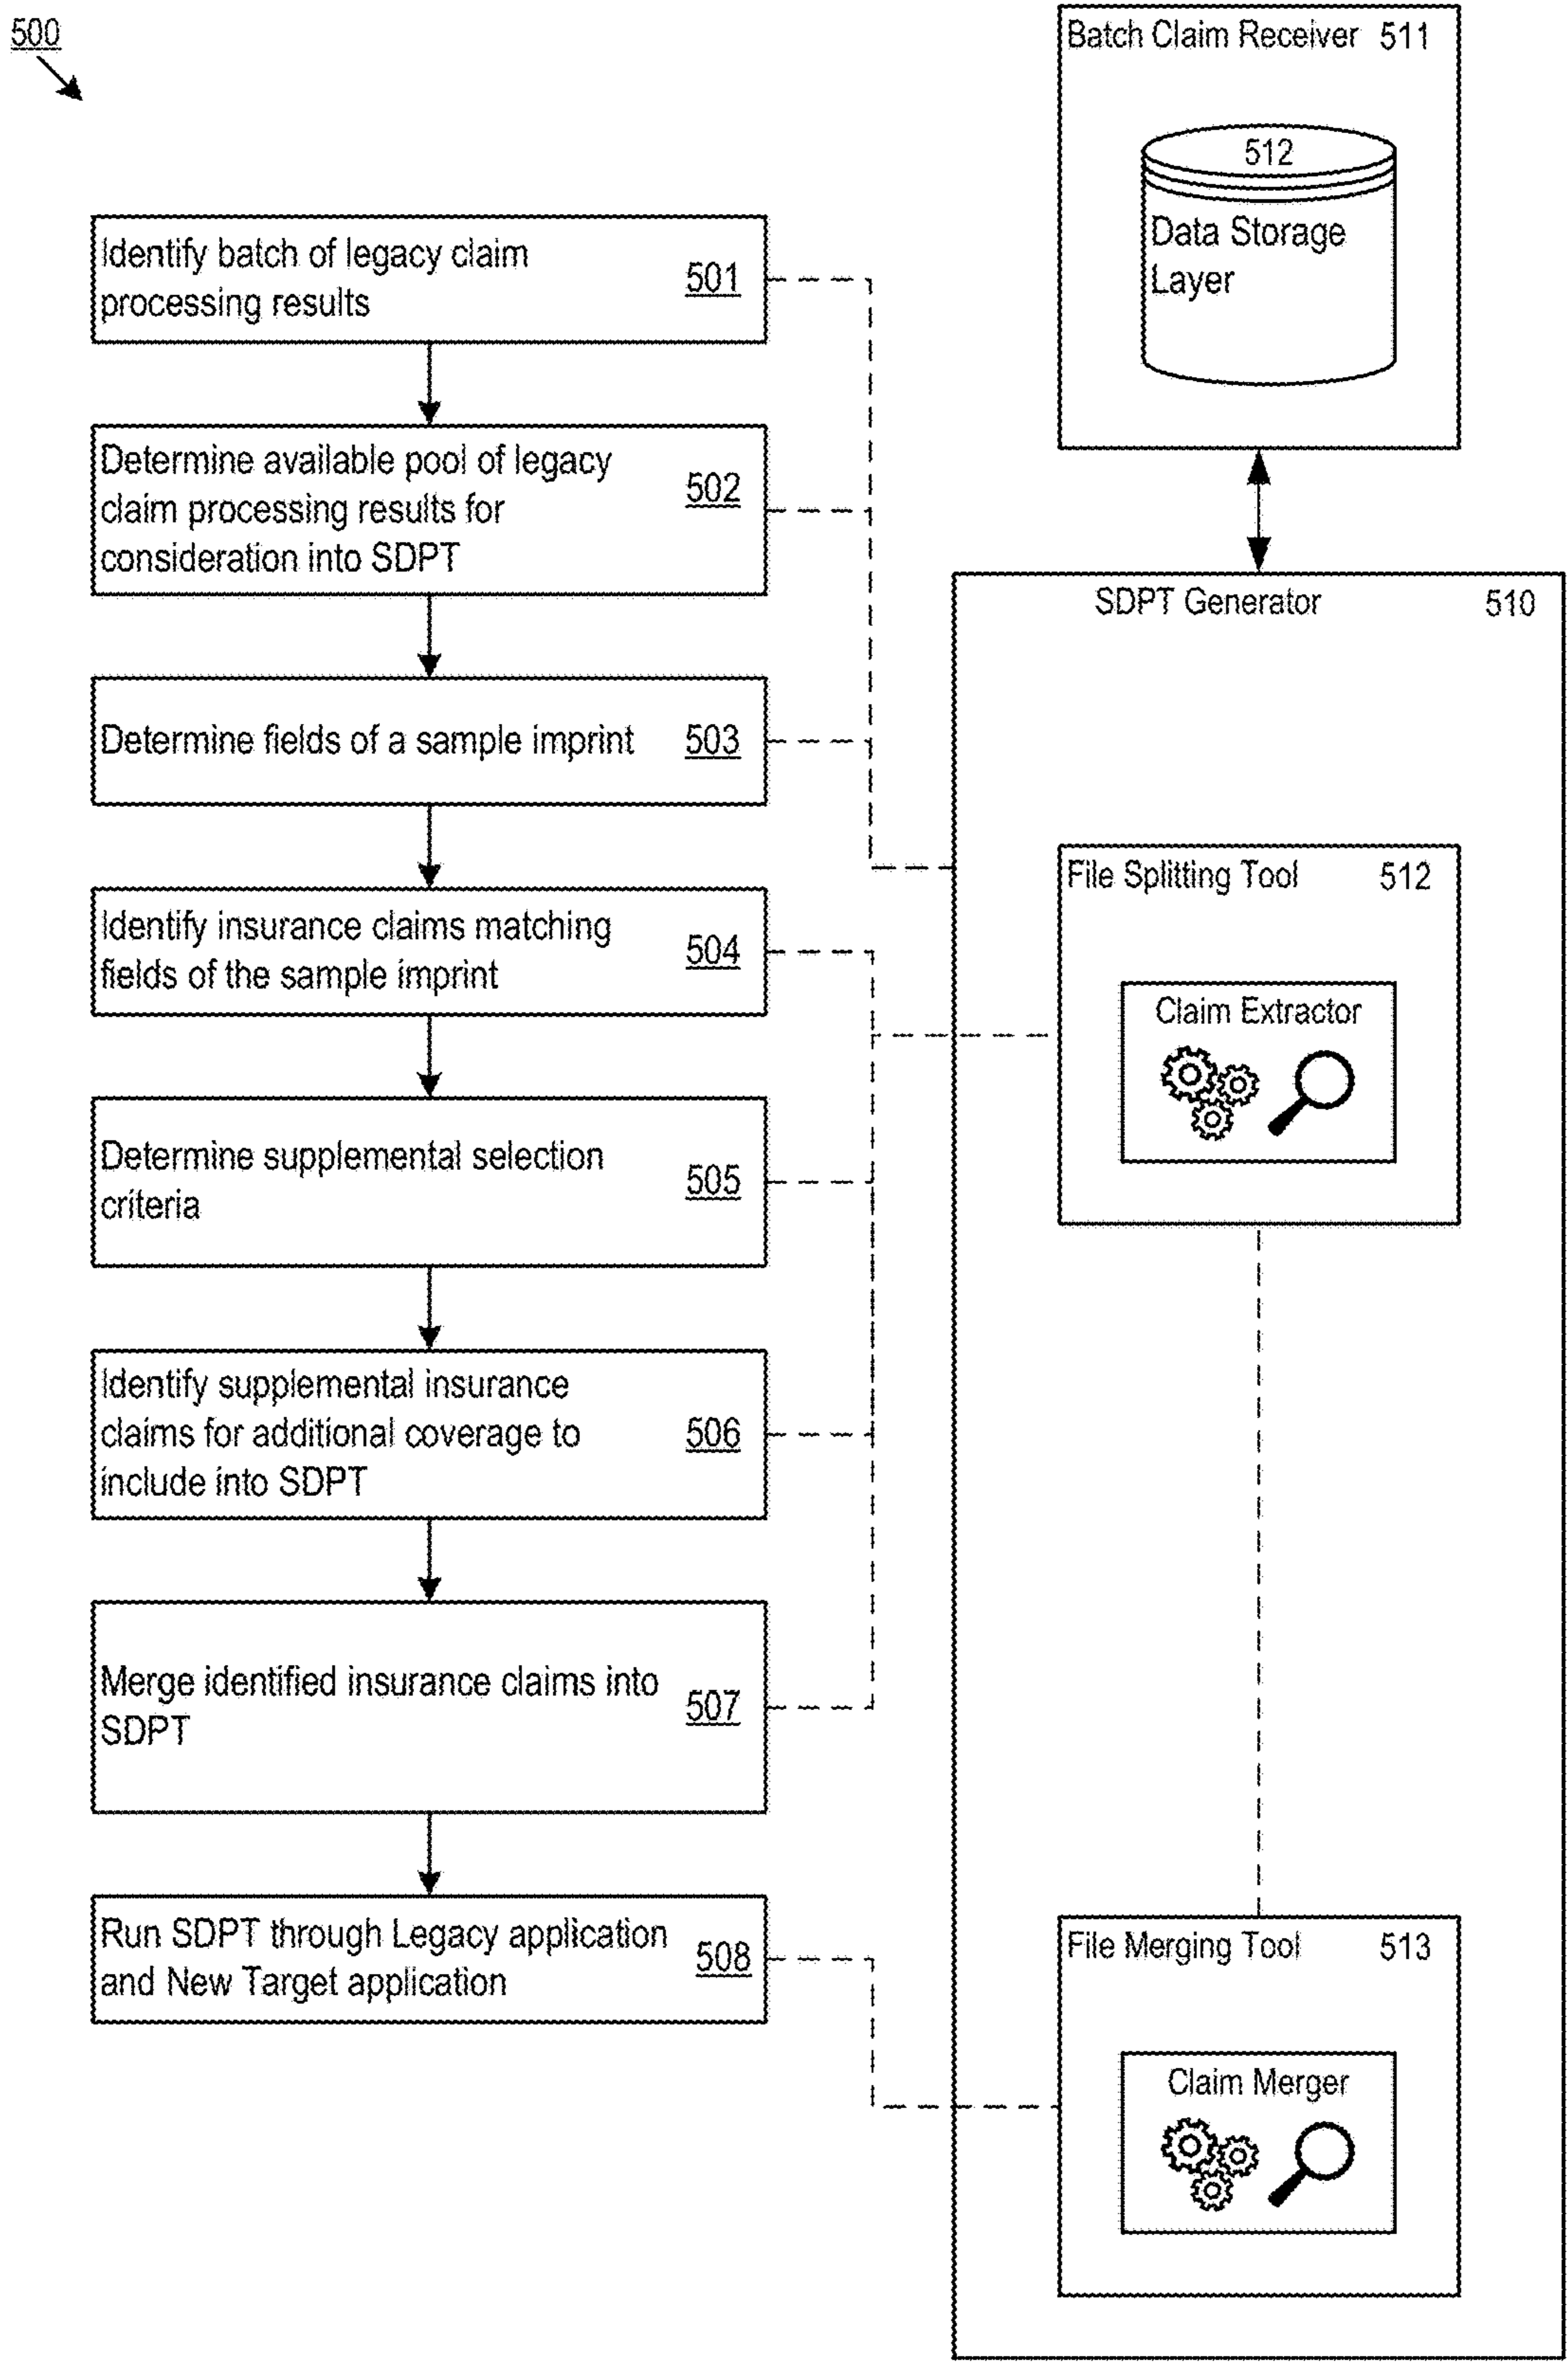 500
Identify batch of legacy claim
processing results
501
Determine available pool of legacy
claim processing results for
consideration into SDPT
502
Determine fields of a sample imprint
503
Identify insurance claims matching
fields of the sample imprint
504
Determine supplemental selection
criteria
505
Identify supplemental insurance
claims for additional coverage to
include into SDPT
506
Merge identified insurance claims into
SDPT
507
Run SDPT through Legacy application
and New Target application
508
Batch Claim Receiver 511
512
Data Storage
Layer
SDPT Generator 510
File Splitting Tool 512
Claim Extractor
File Merging Tool 513
Claim Merger